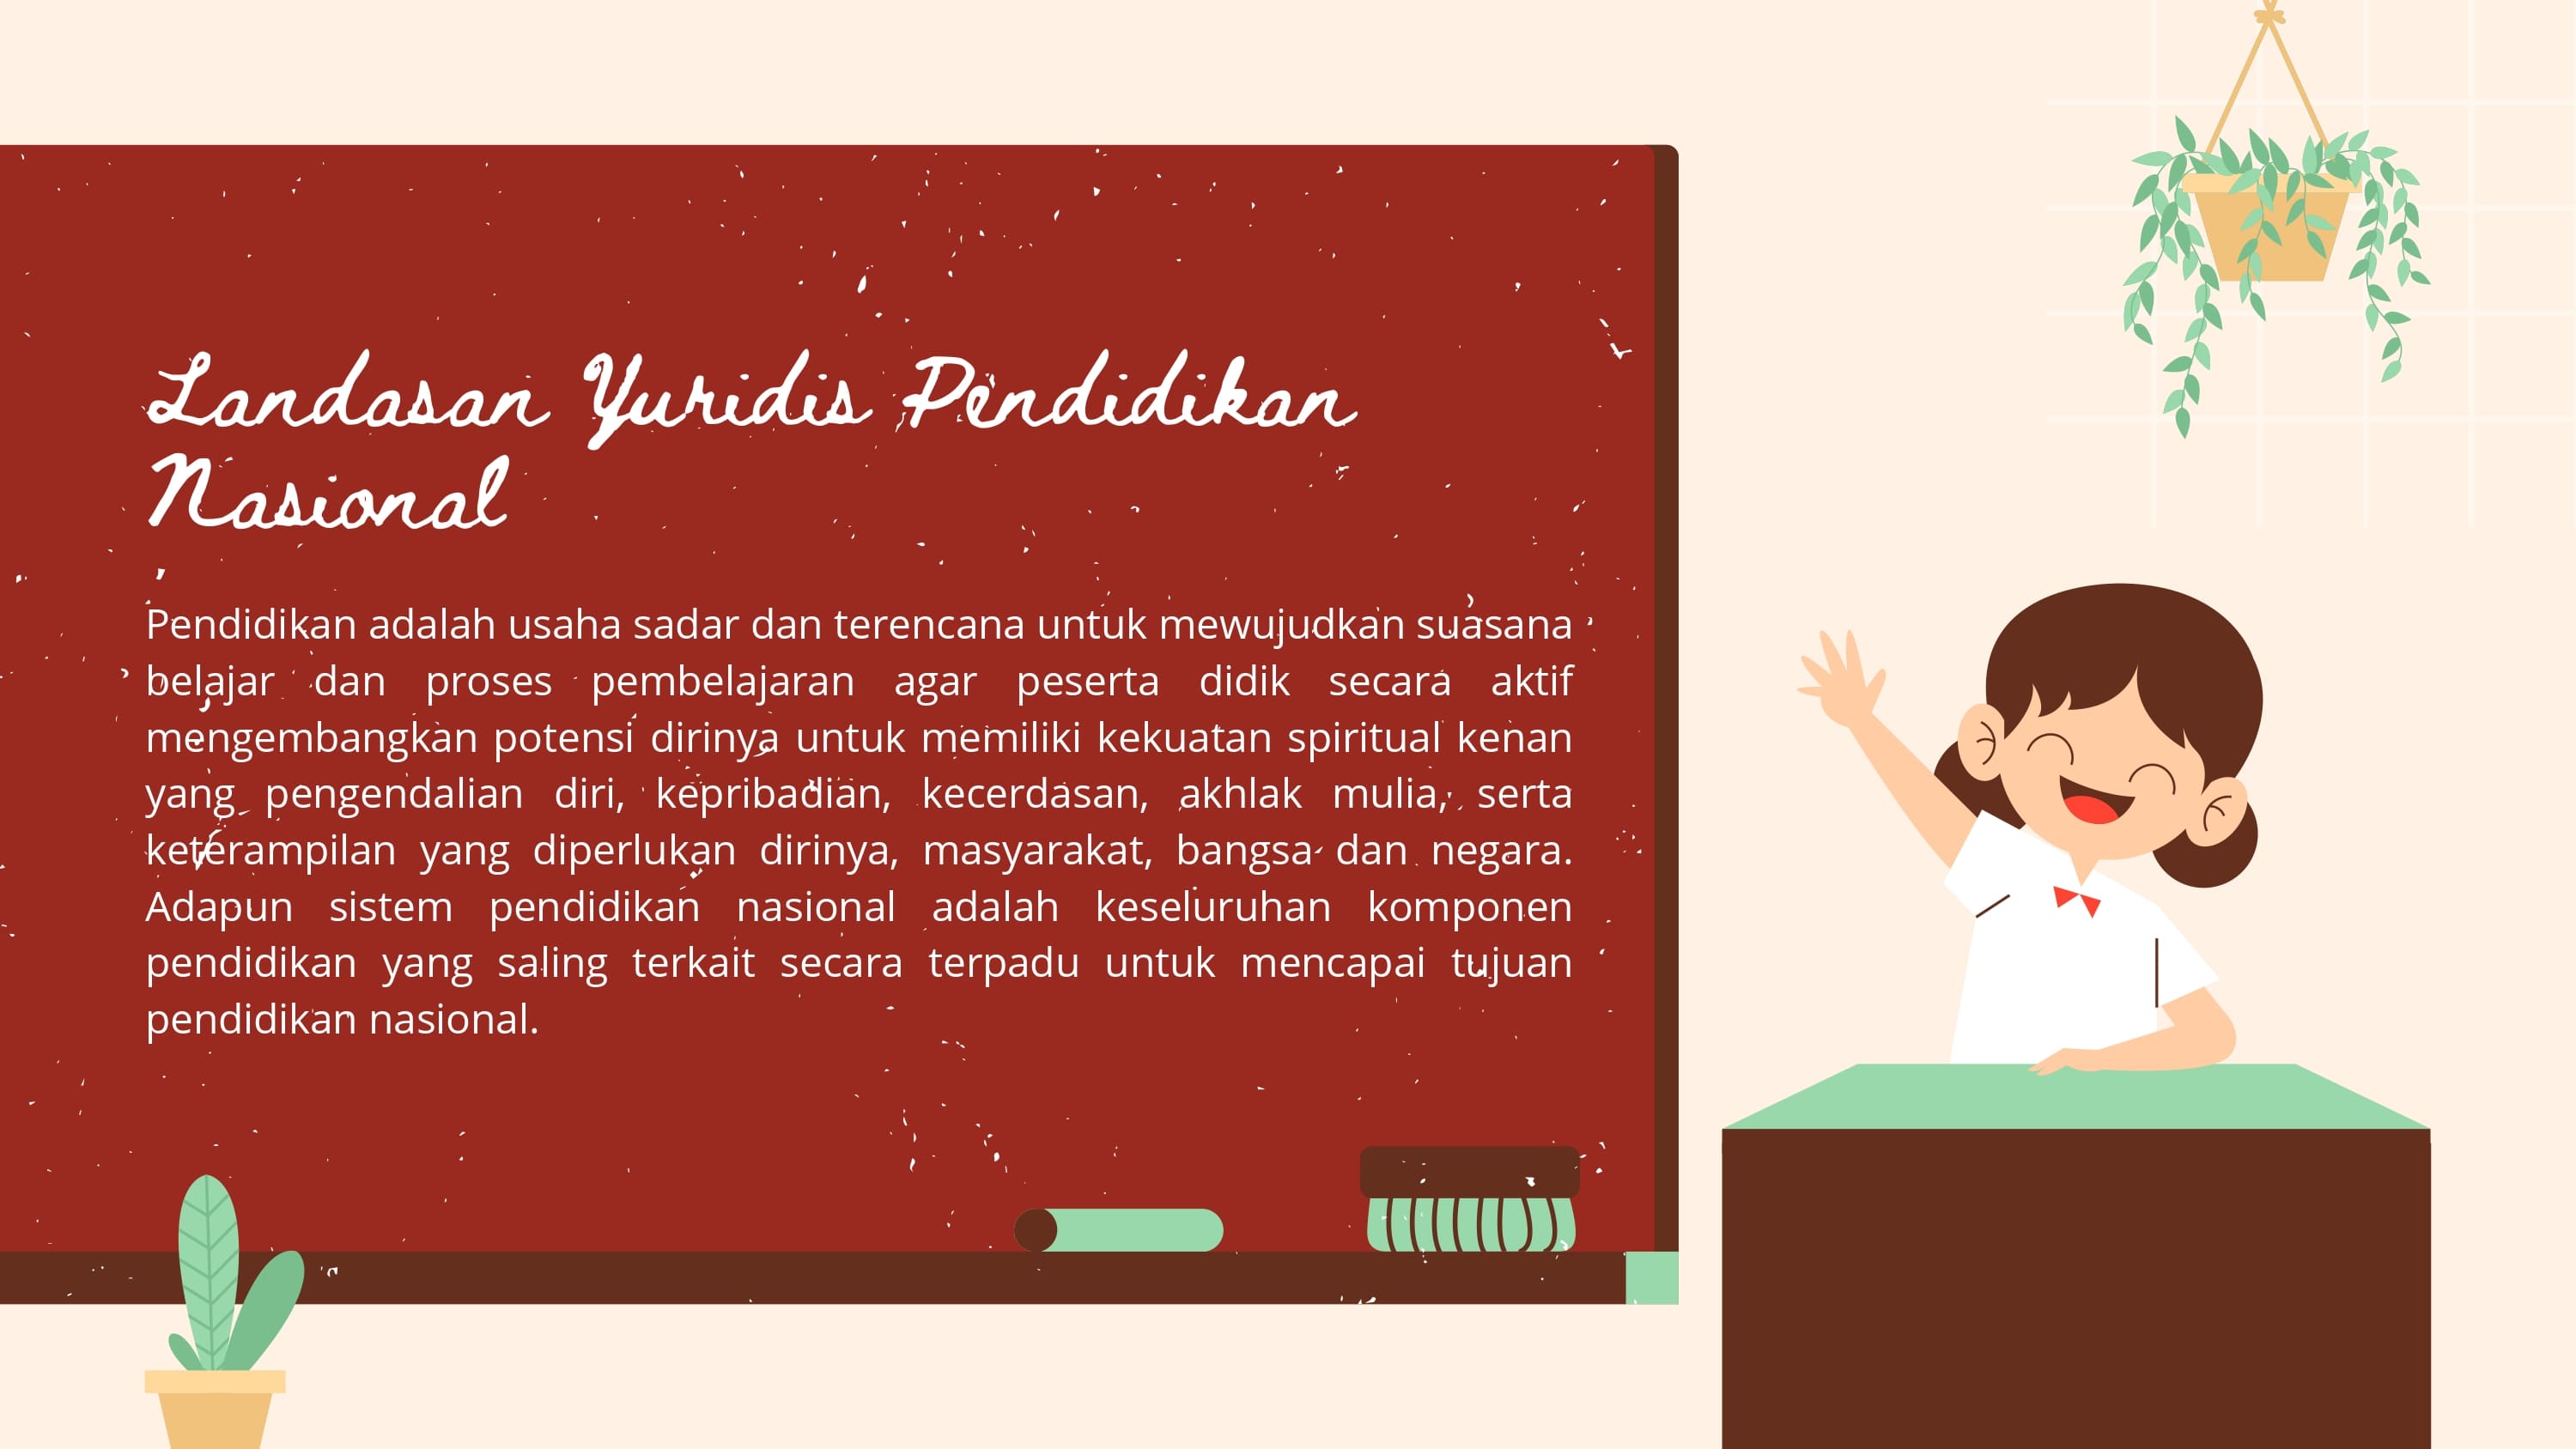 Landasan Yuridis Pendidikan
Nasional
Pendidikan adalah usaha sadar dan terencana untuk mewujudkan suasana
belajar dan proses pembelajaran agar peserta didik secara aktif
mengembangkan potensi dirinya untuk memiliki kekuatan spiritual kenan
yang pengendalian diri, kepribadian, kecerdasan, akhlak mulia, serta
keterampilan yang diperlukan dirinya, masyarakat, bangsa dan negara.
Adapun sistem pendidikan nasional adalah keseluruhan komponen
pendidikan yang saling terkait secara terpadu untuk mencapai tujuan
pendidikan nasional.